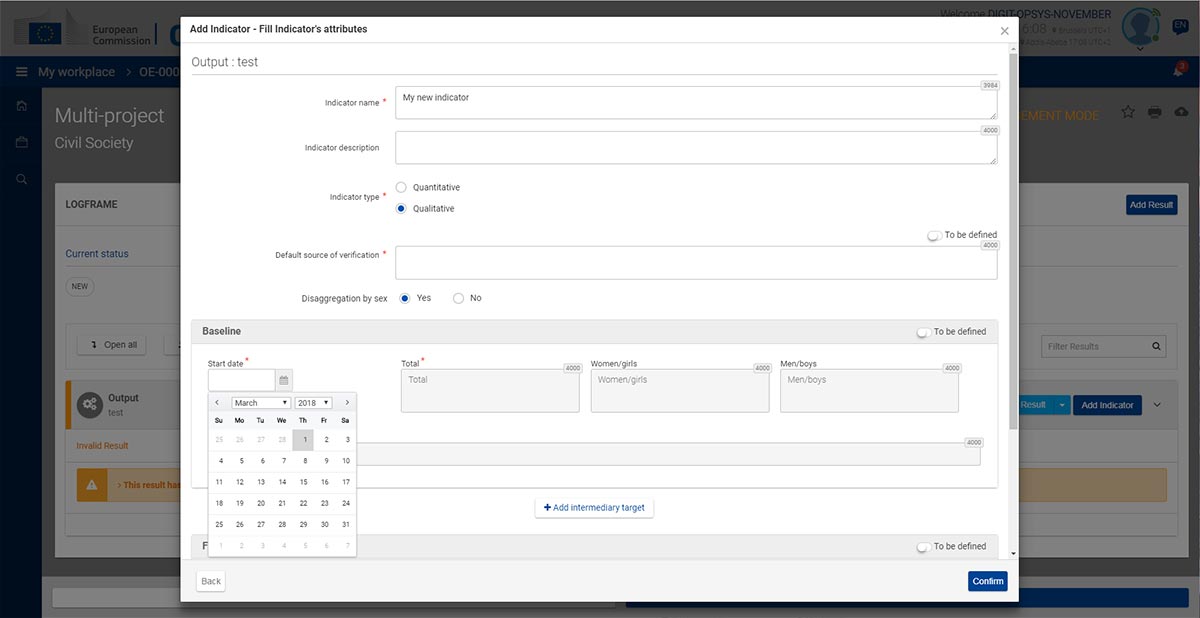 Add Indicator - Fill Indicator's attributes
European
Commission
Welcome DIGIT-OPSYS-NOVEMBER
Brussels UTC+1
Addis-Abeba 17:08 UTC+2
EN
My workplace > OE-000
3
Multi-project
Civil Society
EMENT MODE
Output : test
Indicator name *
My new indicator
3984
Indicator description
4000
Indicator type *
Quantitative
Qualitative
To be defined
Default source of verification *
4000
Disaggregation by sex
Yes
No
LOGFRAME
Add Result
Current status
NEW
Open all
Filter Results
Output
test
Result
Add Indicator
Invalid Result
> This result has
Baseline
To be defined
Start date *
Total *
4000
Total
Women/girls
4000
Women/girls
Men/boys
4000
Men/boys
March
2018
Su Mo Tu We Th Fr Sa
25 26 27 28 1 2 3
4 5 6 7 8 9 10
11 12 13 14 15 16 17
18 19 20 21 22 23 24
25 26 27 28 29 30 31
1 2 3 4 5 6 7
4000
+ Add intermediary target
F
To be defined
Back
Confirm